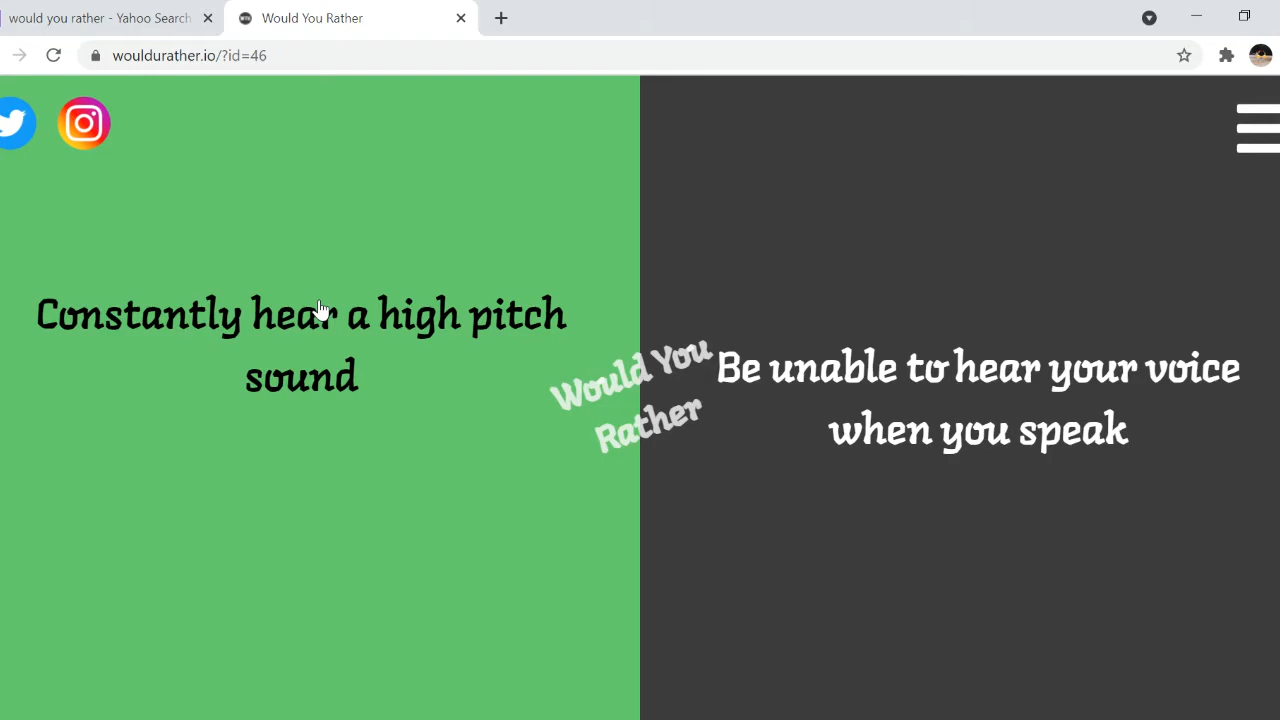 would you rather - Yahoo Search
Would You Rather
wouldurather.io/?id=46
Constantly hear a high pitch
sound
Would You
Rather
Be unable to hear your voice
when you speak